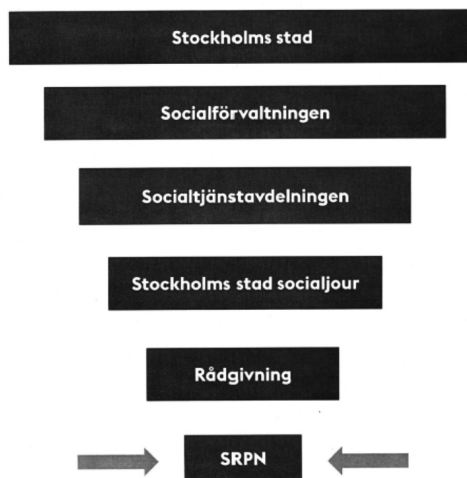 Stockholms stad
Socialförvaltningen
Socialtjänstavdelningen
Stockholms stad socialjour
Rådgivning
SRPN